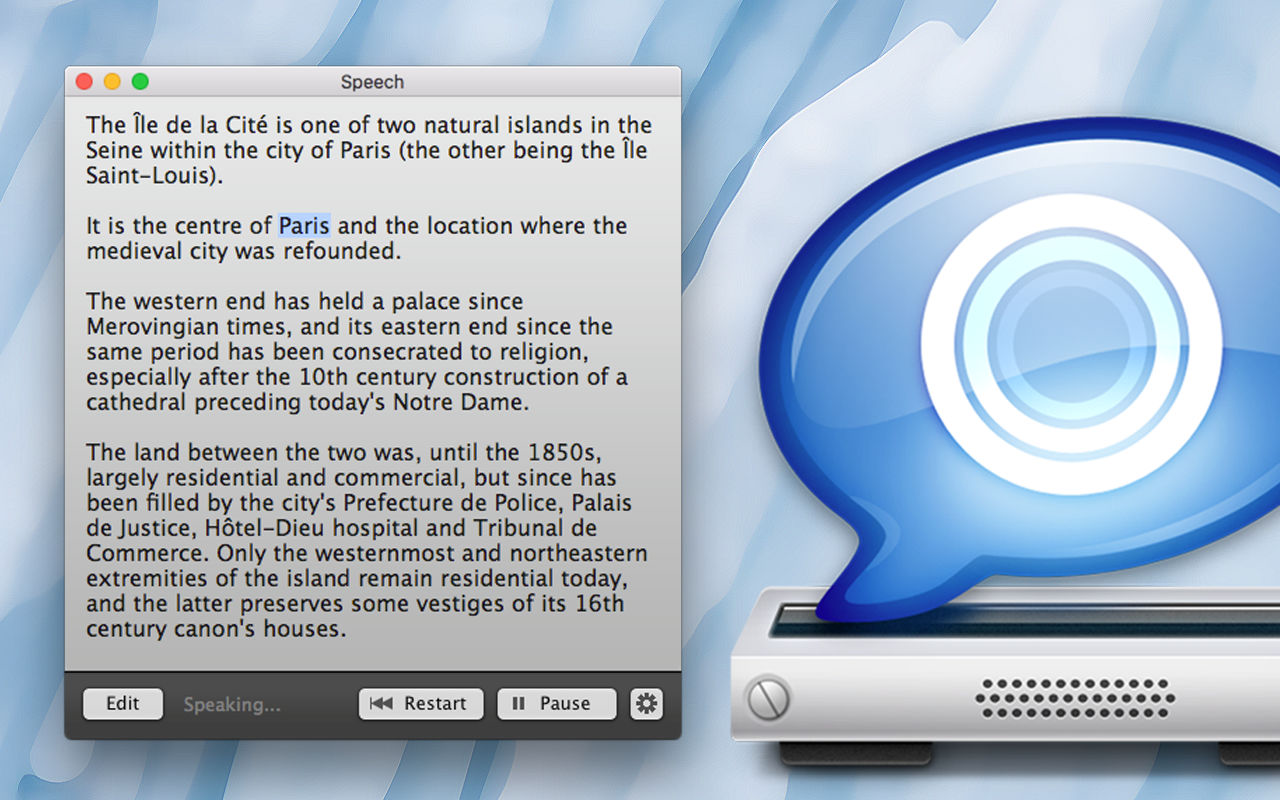 Speech
The Île de la Cité is one of two natural islands in the
Seine within the city of Paris (the other being the Île
Saint-Louis).
It is the centre of Paris and the location where the
medieval city was refounded.
The western end has held a palace since
Merovingian times, and its eastern end since the
same period has been consecrated to religion,
especially after the 10th century construction of a
cathedral preceding today's Notre Dame.
The land between the two was, until the 1850s,
largely residential and commercial, but since has
been filled by the city's Prefecture de Police, Palais
de Justice, Hôtel-Dieu hospital and Tribunal de
Commerce. Only the westernmost and northeastern
extremities of the island remain residential today,
and the latter preserves some vestiges of its 16th
century canon's houses.
Edit Speaking... Restart Pause